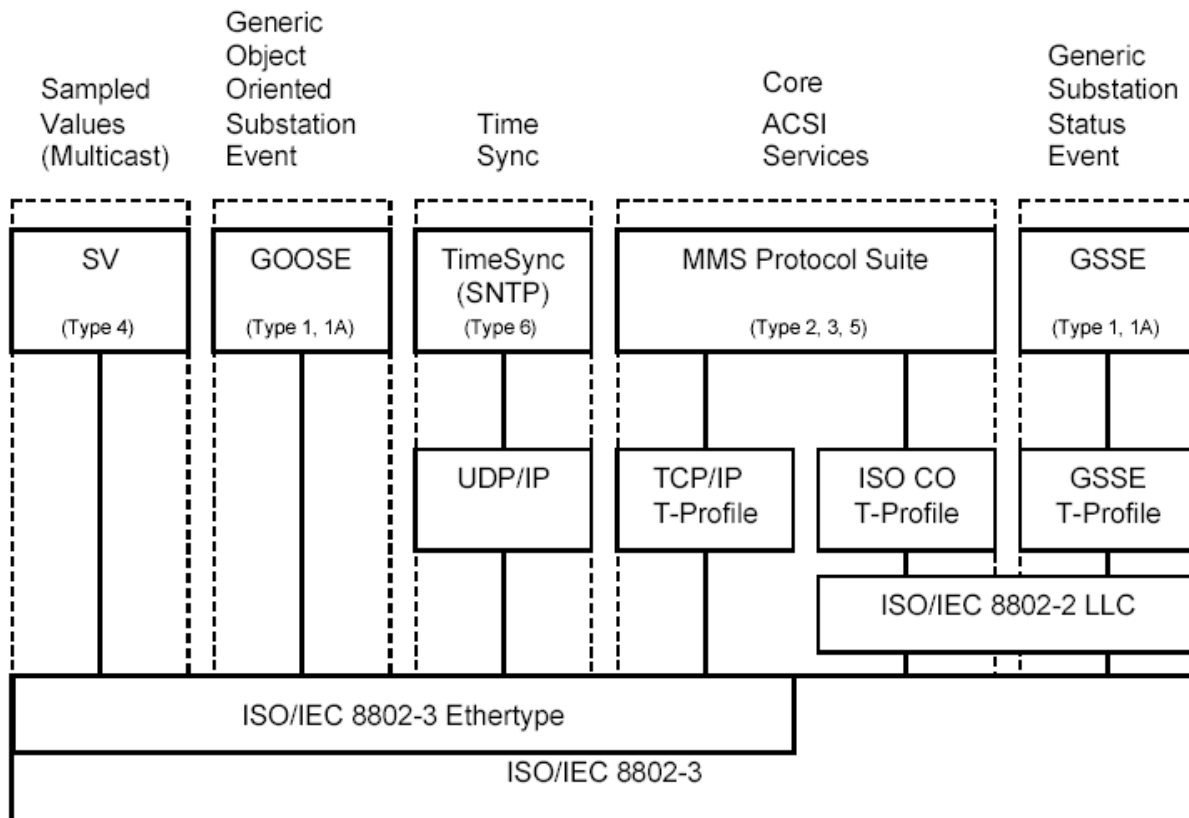 Sampled
Values
(Multicast)
Generic
Object
Oriented
Substation
Event
Time
Sync
Core
ACSI
Services
Generic
Substation
Status
Event
SV
(Type 4)
GOOSE
(Type 1, 1A)
TimeSync
(SNTP)
(Type 6)
MMS Protocol Suite
(Type 2, 3, 5)
GSSE
(Type 1, 1A)
UDP/IP
TCP/IP
T-Profile
ISO CO
T-Profile
GSSE
T-Profile
ISO/IEC 8802-2 LLC
ISO/IEC 8802-3 Ethertype
ISO/IEC 8802-3